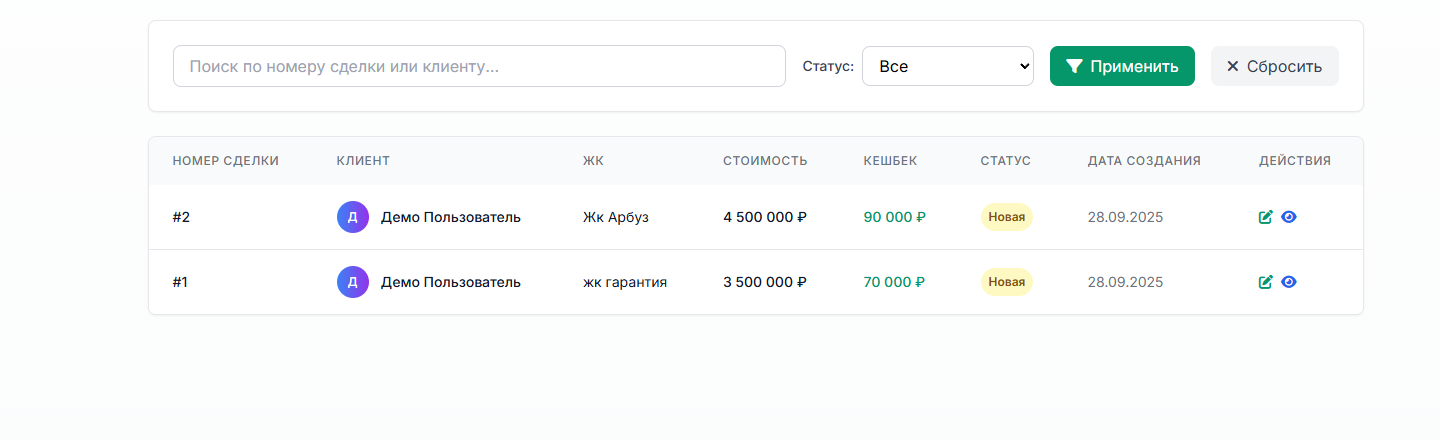 Поиск по номеру сделки или клиенту... Статус: Все Применить Сбросить
НОМЕР СДЕЛКИ КЛИЕНТ ЖК СТОИМОСТЬ КЕШБЕК СТАТУС ДАТА СОЗДАНИЯ ДЕЙСТВИЯ
#2 Д Демо Пользователь Жк Арбуз 4 500 000 ₽ 90 000 ₽ Новая 28.09.2025
#1 Д Демо Пользователь жк гарантия 3 500 000 ₽ 70 000 ₽ Новая 28.09.2025